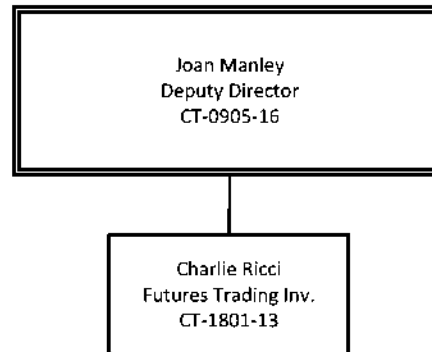 Joan Manley
Deputy Director
CT-0905-16
Charlie Ricci
Futures Trading Inv.
CT-1801-13